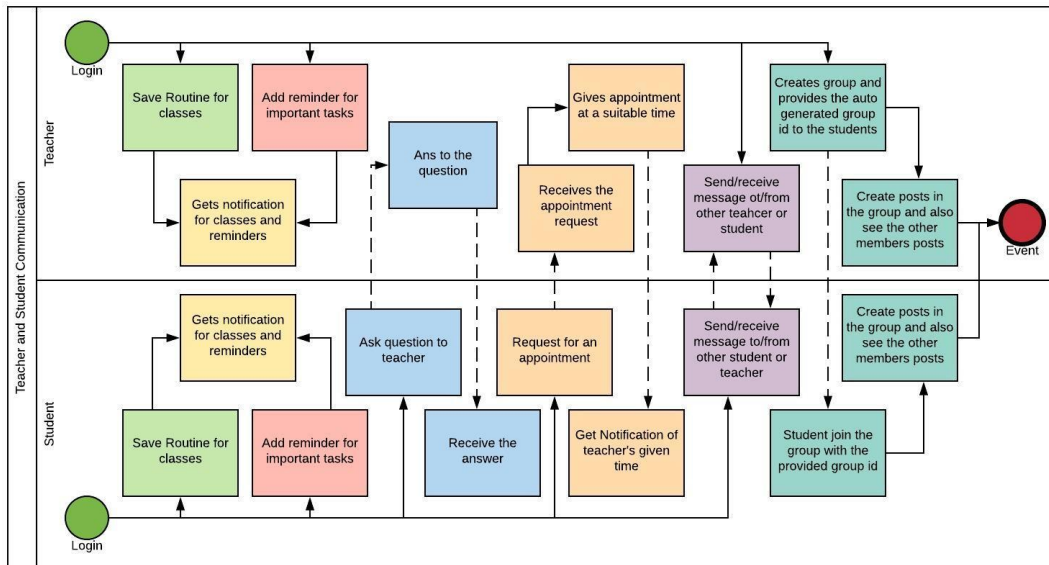 Teacher and Student Communication
Teacher
Login
Save Routine for
classes
Add reminder for
important tasks
Gets notification
for classes and
reminders
Ans to the
question
Gives appointment
at a suitable time
Receives the
appointment
request
Send/receive
message ot/from
other teahcer or
student
Creates group and
provides the auto
generated group
id to the students
Create posts in
the group and also
see the other
members posts
Event
Student
Gets notification
for classes and
reminders
Ask question to
teacher
Request for an
appointment
Send/receive
message to/from
other student or
teacher
Create posts in
the group and also
see the other
members posts
Save Routine for
classes
Add reminder for
important tasks
Receive the
answer
Get Notification of
teacher's given
time
Student join the
group with the
provided group id
Login